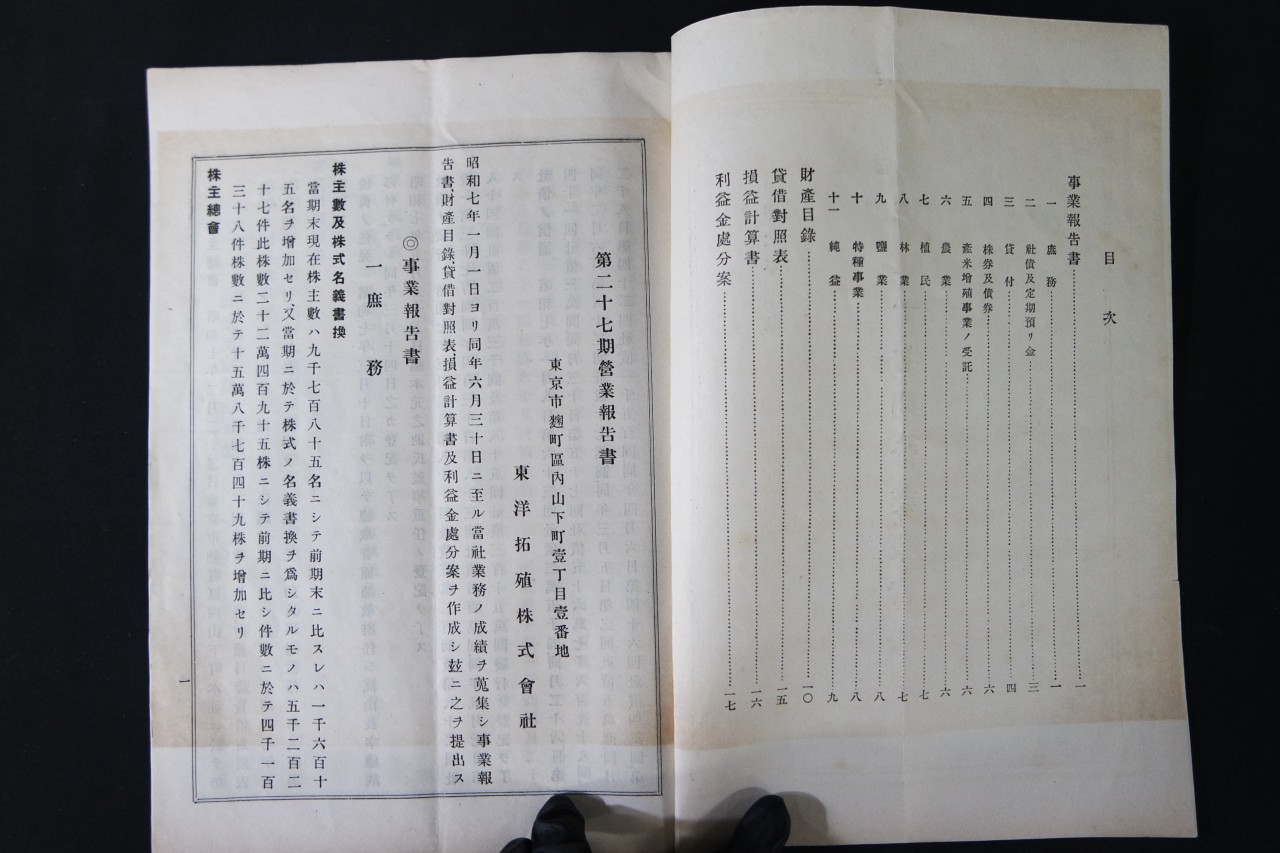 目次
事業報告書……一
一 庶務……一
二 社債及定期預リ金……三
三 貸付……四
四 株券及債券……六
五 產米增殖事業ノ受託……六
六 農業……七
七 植民……七
八 林業……七
九 鹽業……八
十 特種事業……八
十一 純益……九
財產目錄……一〇
貸借對照表……一五
損益計算書……一六
利益金處分案……一七
第二十七期營業報告書
東京市麴町區內山下町壹丁目壹番地
東洋拓殖株式會社
昭和七年一月一日ヨリ同年六月三十日ニ至ル當社業務ノ成績ヲ蒐集シ事業報
告書、財產目錄、貸借對照表、損益計算書及利益金處分案ヲ作成シ玆ニ之ヲ提出ス
◎事業報告書
一 庶務
株主數及株式名義書換
當期末現在株主數ハ九千七百八十五名ニシテ前期末ニ比スレハ一千六百十
五名ヲ增加セリ又當期ニ於テ株式ノ名義書換ヲ爲シタルモノハ五千二百二
十七件此株數二十二萬四百九十五株ニシテ前期ニ比シ件數ニ於テ四千一百
三十八件株數ニ於テ十五萬八千七百四十九株ヲ增加セリ
株主總會
一